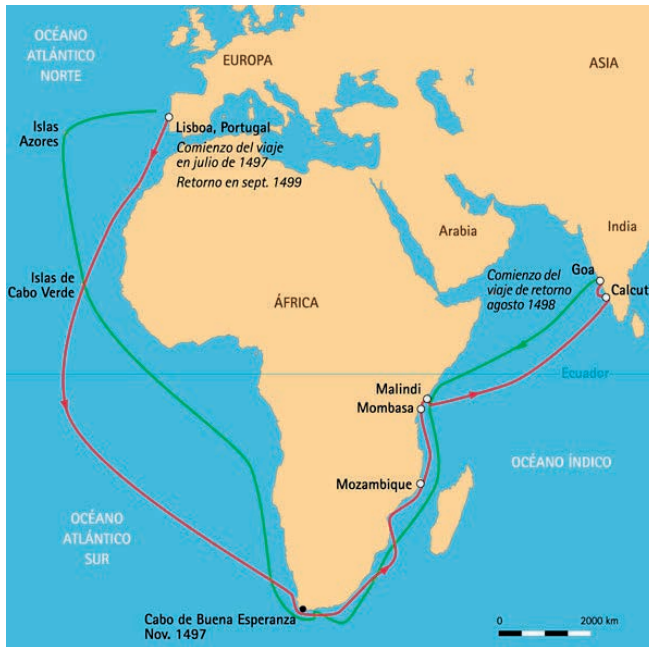 OCÉANO
ATLÁNTICO
NORTE
EUROPA
ASIA
Islas
Azores
Lisboa, Portugal
Comienzo del viaje
en julio de 1497
Retorno en sept. 1499
Arabia
India
Islas de
Cabo Verde
ÁFRICA
Comienzo del
viaje de retorno
agosto 1498
Goa
Calcut
Ecuador
Malindi
Mombasa
Mozambique
OCÉANO ÍNDICO
OCÉANO
ATLÁNTICO
SUR
Cabo de Buena Esperanza
Nov. 1497
0 2000 km